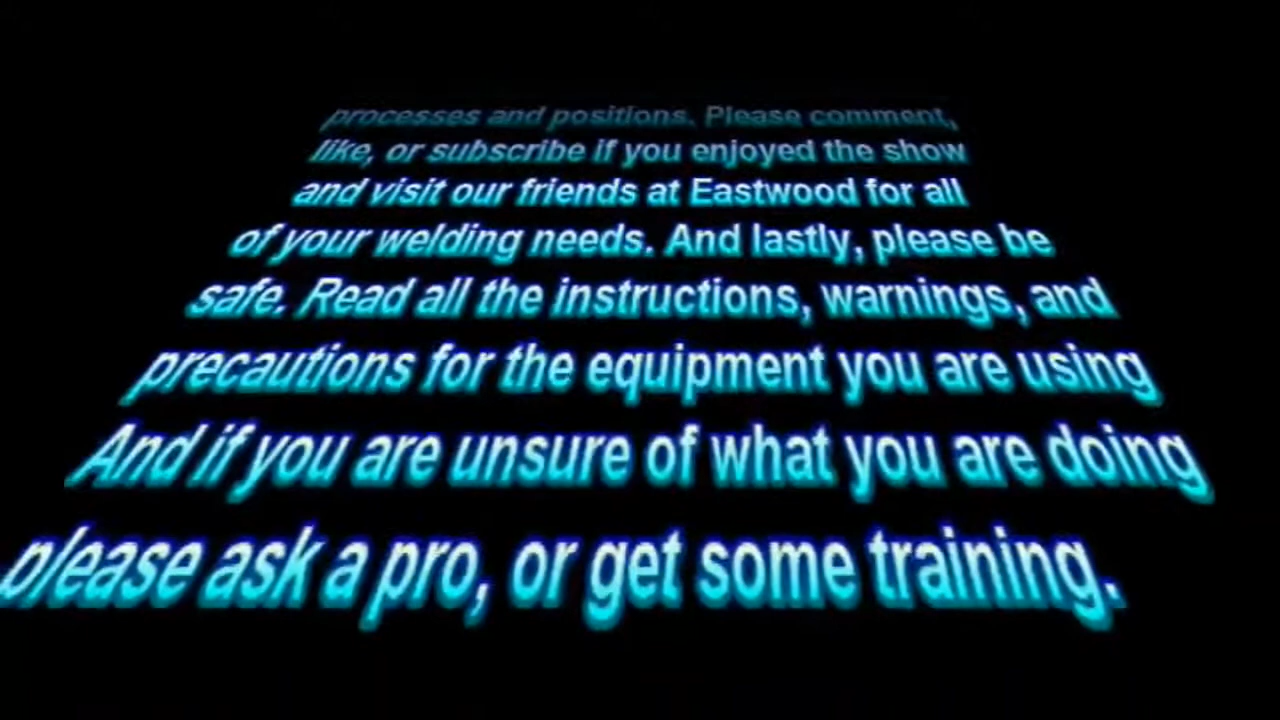 processes and positions. Please comment,
like, or subscribe if you enjoyed the show
and visit our friends at Eastwood for all
of your welding needs. And lastly, please be
safe. Read all the instructions, warnings, and
precautions for the equipment you are using
And if you are unsure of what you are doing
please ask a pro, or get some training.